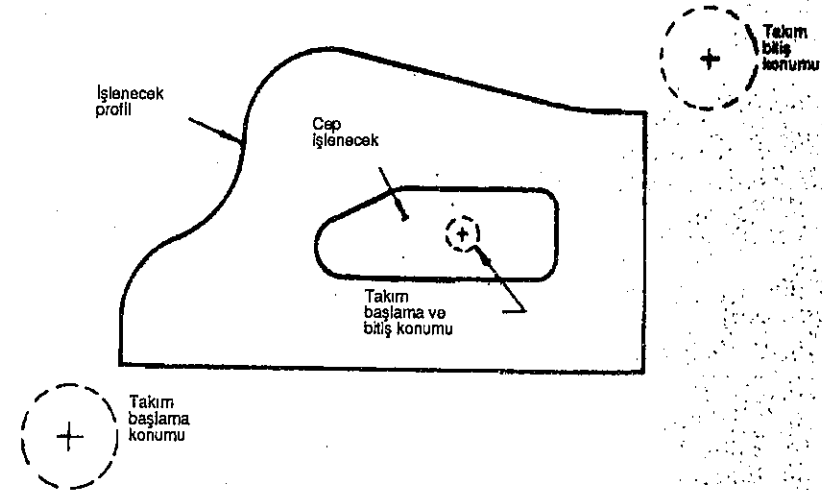 Takım
bitiş
konumu
İşlenecek
profil
Cep
işlenecek
Takım
başlama ve
bitiş konumu
Takım
başlama
konumu